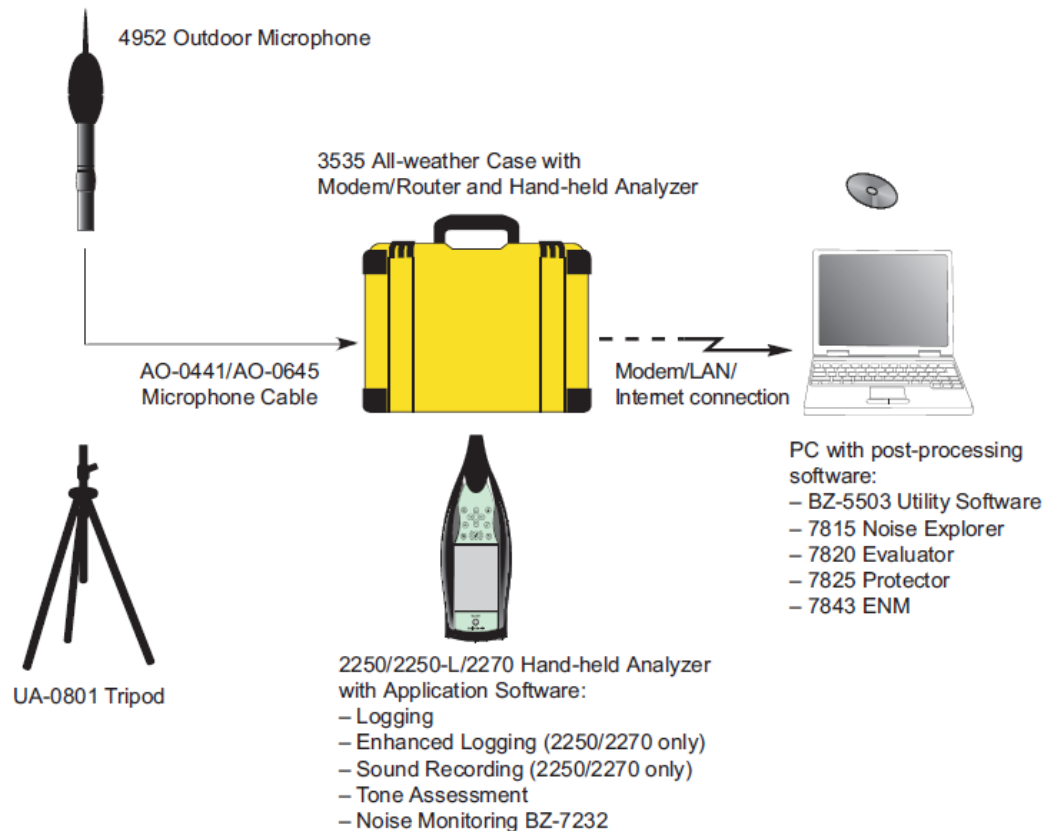 4952 Outdoor Microphone
3535 All-weather Case with
Modem/Router and Hand-held Analyzer
AO-0441/AO-0645
Microphone Cable
Modem/LAN/
Internet connection
PC with post-processing
software:
– BZ-5503 Utility Software
– 7815 Noise Explorer
– 7820 Evaluator
– 7825 Protector
– 7843 ENM
UA-0801 Tripod
2250/2250-L/2270 Hand-held Analyzer
with Application Software:
– Logging
– Enhanced Logging (2250/2270 only)
– Sound Recording (2250/2270 only)
– Tone Assessment
– Noise Monitoring BZ-7232